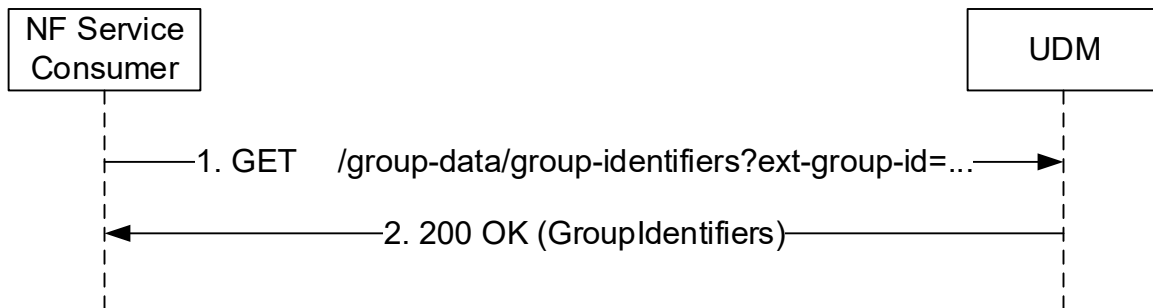 NF Service
Consumer
UDM
1. GET /group-data/group-identifiers?ext-group-id=...
2. 200 OK (GroupIdentifiers)